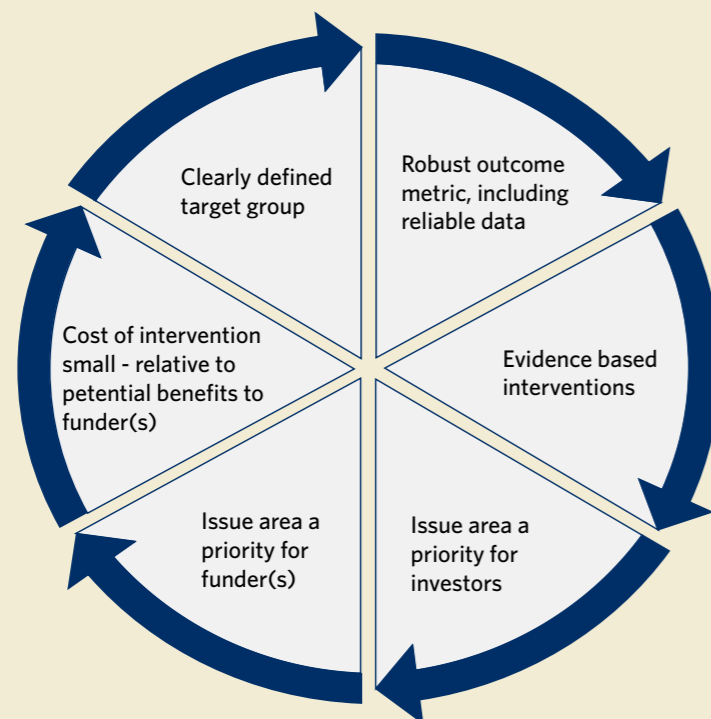 Clearly defined
target group
Robust outcome
metric, including
reliable data
Evidence based
interventions
Issue area a
priority for
investors
Issue area a
priority for
funder(s)
Cost of intervention
small - relative to
petential benefits to
funder(s)